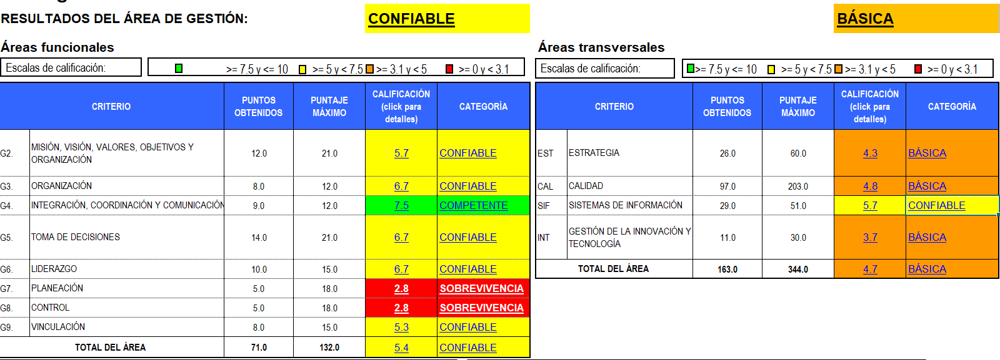 RESULTADOS DEL ÁREA DE GESTIÓN: CONFIABLE BÁSICA
Áreas funcionales
Escalas de calificación: >= 7.5 y <= 10 >= 5 y < 7.5 >= 3.1 y < 5 >= 0 y < 3.1
CRITERIO PUNTOS OBTENIDOS PUNTAJE MÁXIMO CALIFICACIÓN (click para detalles) CATEGORÍA
G2. MISIÓN, VISIÓN, VALORES, OBJETIVOS Y ORGANIZACIÓN 12.0 21.0 5.7 CONFIABLE
G3. ORGANIZACIÓN 8.0 12.0 6.7 CONFIABLE
G4. INTEGRACIÓN, COORDINACIÓN Y COMUNICACIÓN 9.0 12.0 7.5 COMPETENTE
G5. TOMA DE DECISIONES 14.0 21.0 6.7 CONFIABLE
G6. LIDERAZGO 10.0 15.0 6.7 CONFIABLE
G7. PLANEACIÓN 5.0 18.0 2.8 SOBREVIVENCIA
G8. CONTROL 5.0 18.0 2.8 SOBREVIVENCIA
G9. VINCULACIÓN 8.0 15.0 5.3 CONFIABLE
TOTAL DEL ÁREA 71.0 132.0 5.4 CONFIABLE
Áreas transversales
Escalas de calificación: >= 7.5 y <= 10 >= 5 y < 7.5 >= 3.1 y < 5 >= 0 y < 3.1
CRITERIO PUNTOS OBTENIDOS PUNTAJE MÁXIMO CALIFICACIÓN (click para detalles) CATEGORÍA
EST ESTRATEGIA 26.0 60.0 4.3 BÁSICA
CAL CALIDAD 97.0 203.0 4.8 BÁSICA
SIF SISTEMAS DE INFORMACIÓN 29.0 51.0 5.7 CONFIABLE
INT GESTIÓN DE LA INNOVACIÓN Y TECNOLOGÍA 11.0 30.0 3.7 BÁSICA
TOTAL DEL ÁREA 163.0 344.0 4.7 BÁSICA